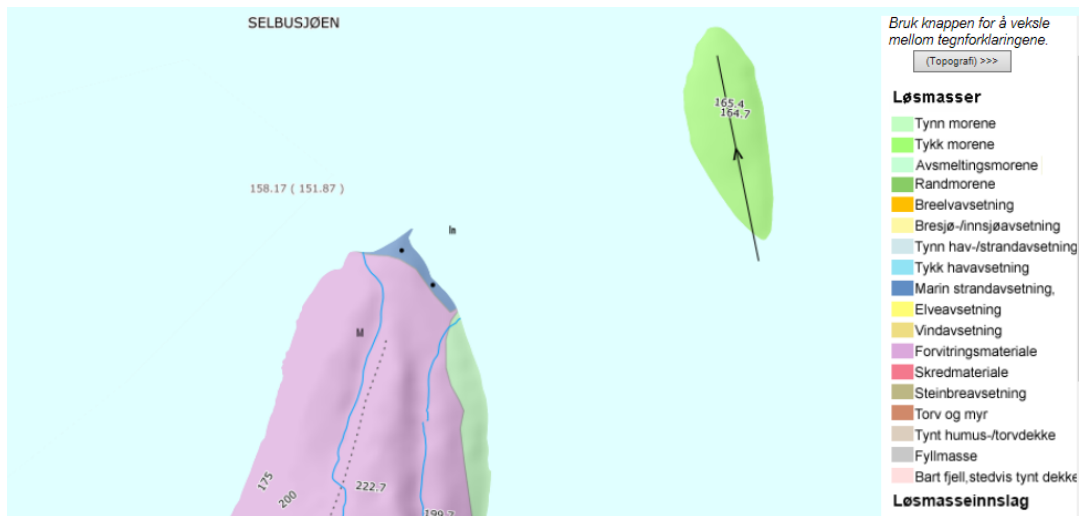 SELBUSJØEN
165.4
164.7
158.17 ( 151.87 )
In
M
175
200
222.7
199.7
Bruk knappen for å veksle
mellom tegnforklaringene.
(Topografi) >>>
Løsmasser
Tynn morene
Tykk morene
Avsmeltingsmorene
Randmorene
Breelvavsetning
Bresjø-/innsjøavsetning
Tynn hav-/strandavsetning
Tykk havavsetning
Marin strandavsetning,
Elveavsetning
Vindavsetning
Forvitringsmateriale
Skredmateriale
Steinbreavsetning
Torv og myr
Tynt humus-/torvdekke
Fyllmasse
Bart fjell,stedvis tynt dekke
Løsmasseinnslag